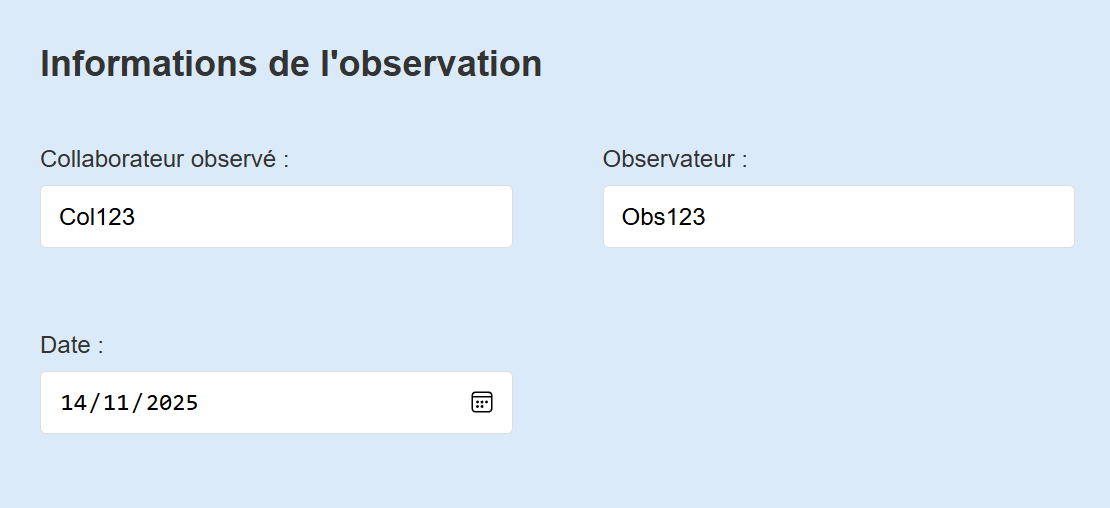 Informations de l'observation
Collaborateur observé :
Observateur :
Col123
Obs123
Date :
14/11/2025